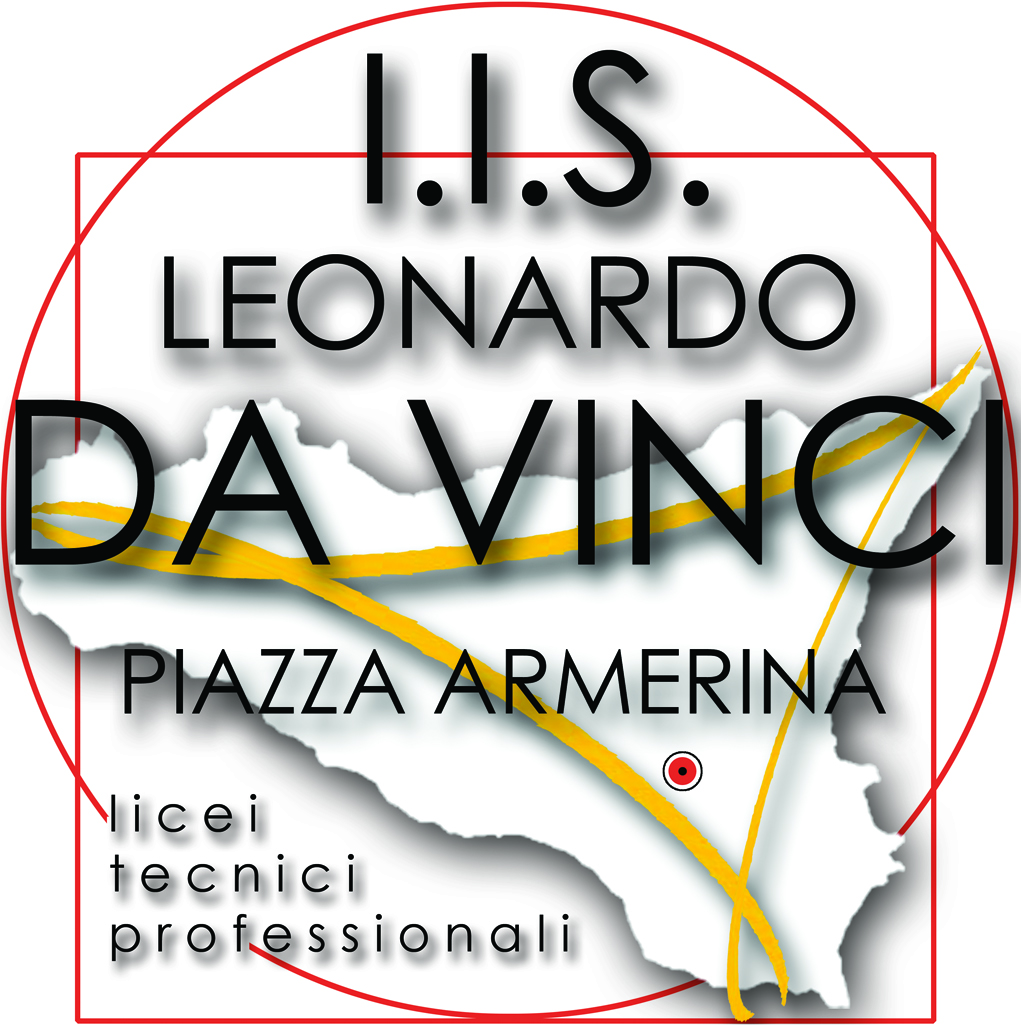 I.I.S.
LEONARDO
DA VINCI
PIAZZA ARMERINA
licei
tecnici
professionali